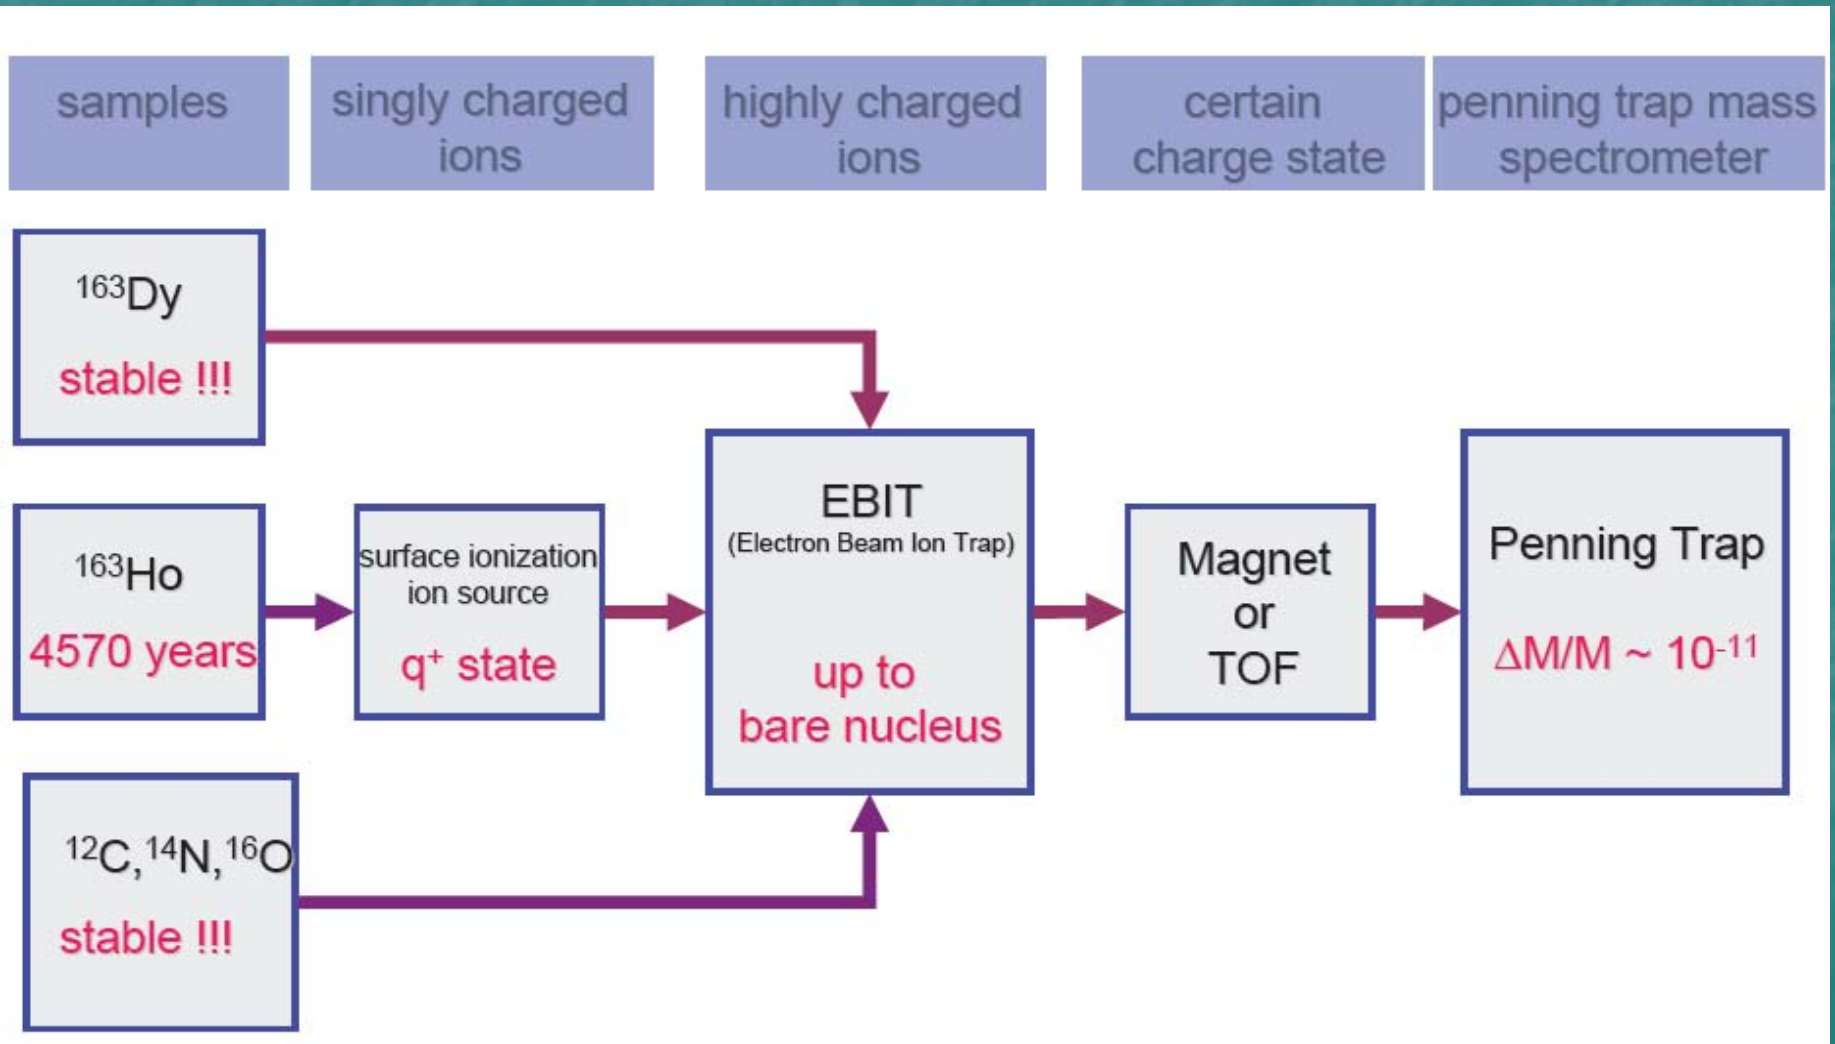 samples
singly charged
ions
highly charged
ions
certain
charge state
penning trap mass
spectrometer
¹⁶³Dy
stable !!!
¹⁶³Ho
4570 years
surface ionization
ion source
q⁺ state
EBIT
(Electron Beam Ion Trap)
up to
bare nucleus
Magnet
or
TOF
Penning Trap
ΔM/M ~ 10⁻¹¹
¹²C,¹⁴N,¹⁶O
stable !!!